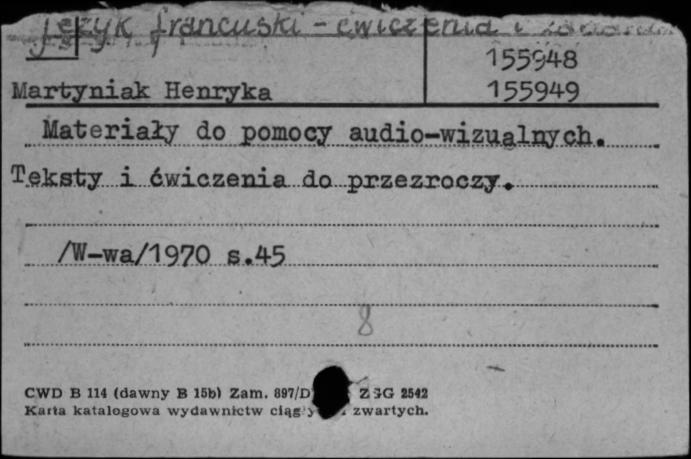 Język francuski - ćwiczenia i
155948
Martyniak Henryka 155949
Materiały do pomocy audio-wizualnych.
Teksty i ćwiczenia do przezroczy.
/W-wa/1970 s.45
8
CWD B 114 (dawny B 15b) Zam. 897/D ZGG 2542
Karta katalogowa wydawnictw zwartych.